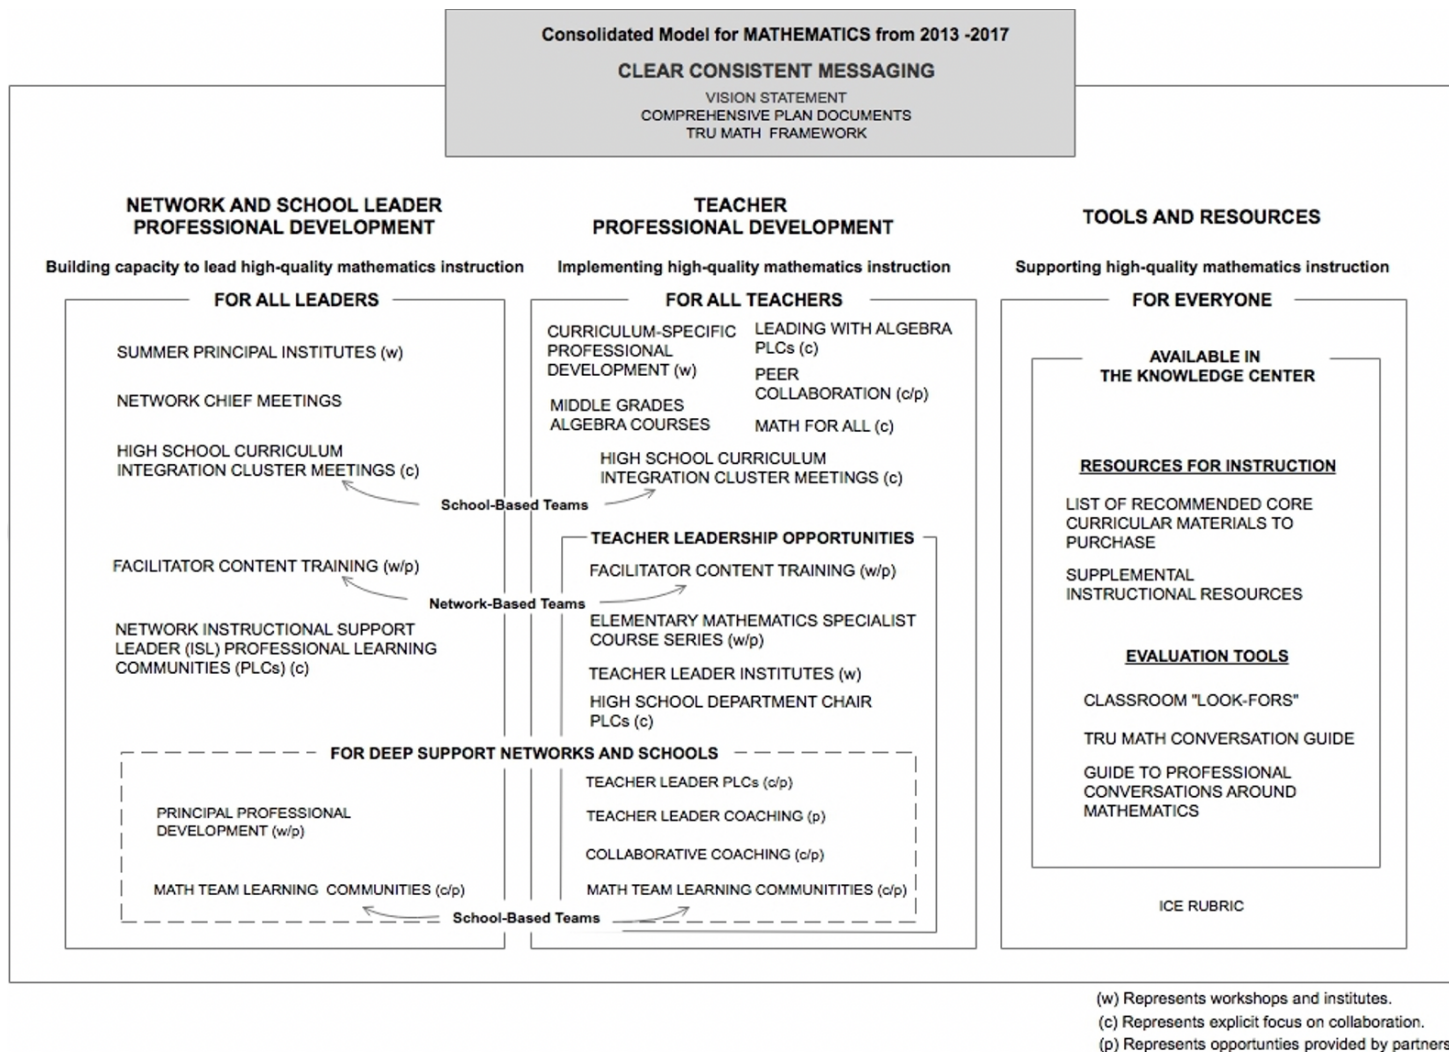 Consolidated Model for MATHEMATICS from 2013 -2017
CLEAR CONSISTENT MESSAGING
VISION STATEMENT
COMPREHENSIVE PLAN DOCUMENTS
TRU MATH FRAMEWORK
NETWORK AND SCHOOL LEADER
PROFESSIONAL DEVELOPMENT
Building capacity to lead high-quality mathematics instruction
FOR ALL LEADERS
SUMMER PRINCIPAL INSTITUTES (w)
NETWORK CHIEF MEETINGS
HIGH SCHOOL CURRICULUM
INTEGRATION CLUSTER MEETINGS (c)
School-Based Teams
FACILITATOR CONTENT TRAINING (w/p)
Network-Based Teams
NETWORK INSTRUCTIONAL SUPPORT
LEADER (ISL) PROFESSIONAL LEARNING
COMMUNITIES (PLCs) (c)
TEACHER
PROFESSIONAL DEVELOPMENT
Implementing high-quality mathematics instruction
FOR ALL TEACHERS
CURRICULUM-SPECIFIC
PROFESSIONAL
DEVELOPMENT (w)
MIDDLE GRADES
ALGEBRA COURSES
LEADING WITH ALGEBRA
PLCs (c)
PEER
COLLABORATION (c/p)
MATH FOR ALL (c)
HIGH SCHOOL CURRICULUM
INTEGRATION CLUSTER MEETINGS (c)
TEACHER LEADERSHIP OPPORTUNITIES
FACILITATOR CONTENT TRAINING (w/p)
ELEMENTARY MATHEMATICS SPECIALIST
COURSE SERIES (w/p)
TEACHER LEADER INSTITUTES (w)
HIGH SCHOOL DEPARTMENT CHAIR
PLCs (c)
FOR DEEP SUPPORT NETWORKS AND SCHOOLS
PRINCIPAL PROFESSIONAL
DEVELOPMENT (w/p)
MATH TEAM LEARNING COMMUNITIES (c/p)
TEACHER LEADER PLCs (c/p)
TEACHER LEADER COACHING (p)
COLLABORATIVE COACHING (c/p)
MATH TEAM LEARNING COMMUNITITIES (c/p)
School-Based Teams
TOOLS AND RESOURCES
Supporting high-quality mathematics instruction
FOR EVERYONE
AVAILABLE IN
THE KNOWLEDGE CENTER
RESOURCES FOR INSTRUCTION
LIST OF RECOMMENDED CORE
CURRICULAR MATERIALS TO
PURCHASE
SUPPLEMENTAL
INSTRUCTIONAL RESOURCES
EVALUATION TOOLS
CLASSROOM "LOOK-FORS"
TRU MATH CONVERSATION GUIDE
GUIDE TO PROFESSIONAL
CONVERSATIONS AROUND
MATHEMATICS
ICE RUBRIC
(w) Represents workshops and institutes.
(c) Represents explicit focus on collaboration.
(p) Represents opportunties provided by partners